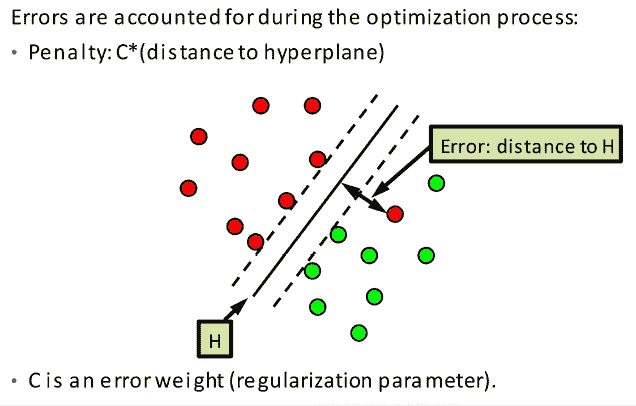 Errors are accounted for during the optimization process:
• Penalty: C*(distance to hyperplane)
Error: distance to H
H
• C is an error weight (regularization parameter).